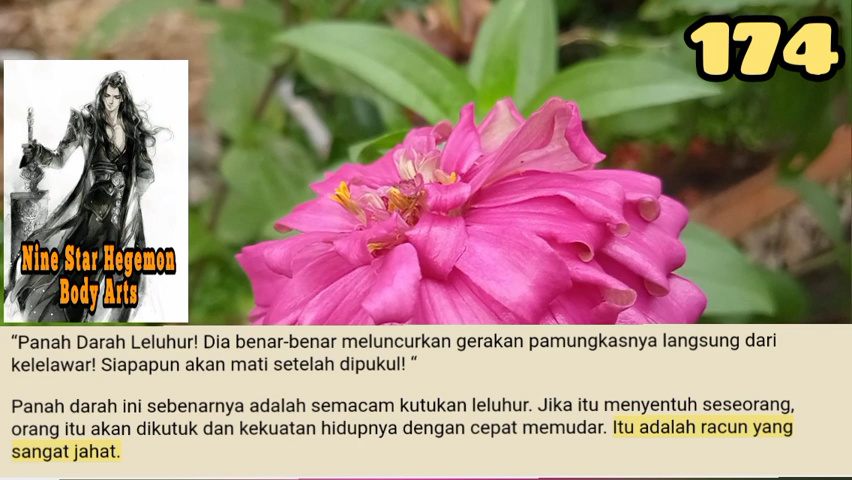 174
Nine Star Hegemon
Body Arts
“Panah Darah Leluhur! Dia benar-benar meluncurkan gerakan pamungkasnya langsung dari
kelelawar! Siapapun akan mati setelah dipukul! “
Panah darah ini sebenarnya adalah semacam kutukan leluhur. Jika itu menyentuh seseorang,
orang itu akan dikutuk dan kekuatan hidupnya dengan cepat memudar. Itu adalah racun yang
sangat jahat.